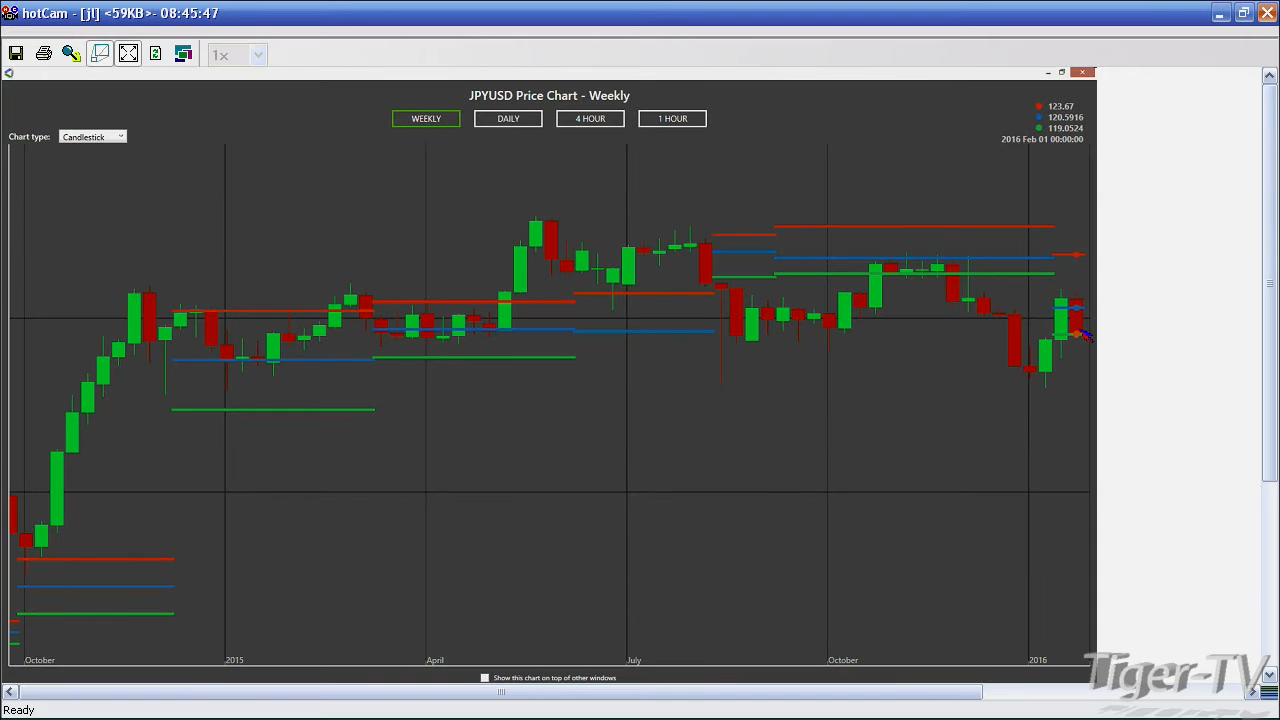 hotCam - [jl] <59KB>- 08:45:47
1x
JPYUSD Price Chart - Weekly
WEEKLY DAILY 4 HOUR 1 HOUR
123.67
120.5916
119.0524
2016 Feb 01 00:00:00
Chart type: Candlestick
October 2015 April July October 2016
Show this chart on top of other windows
Tiger-TV
Ready